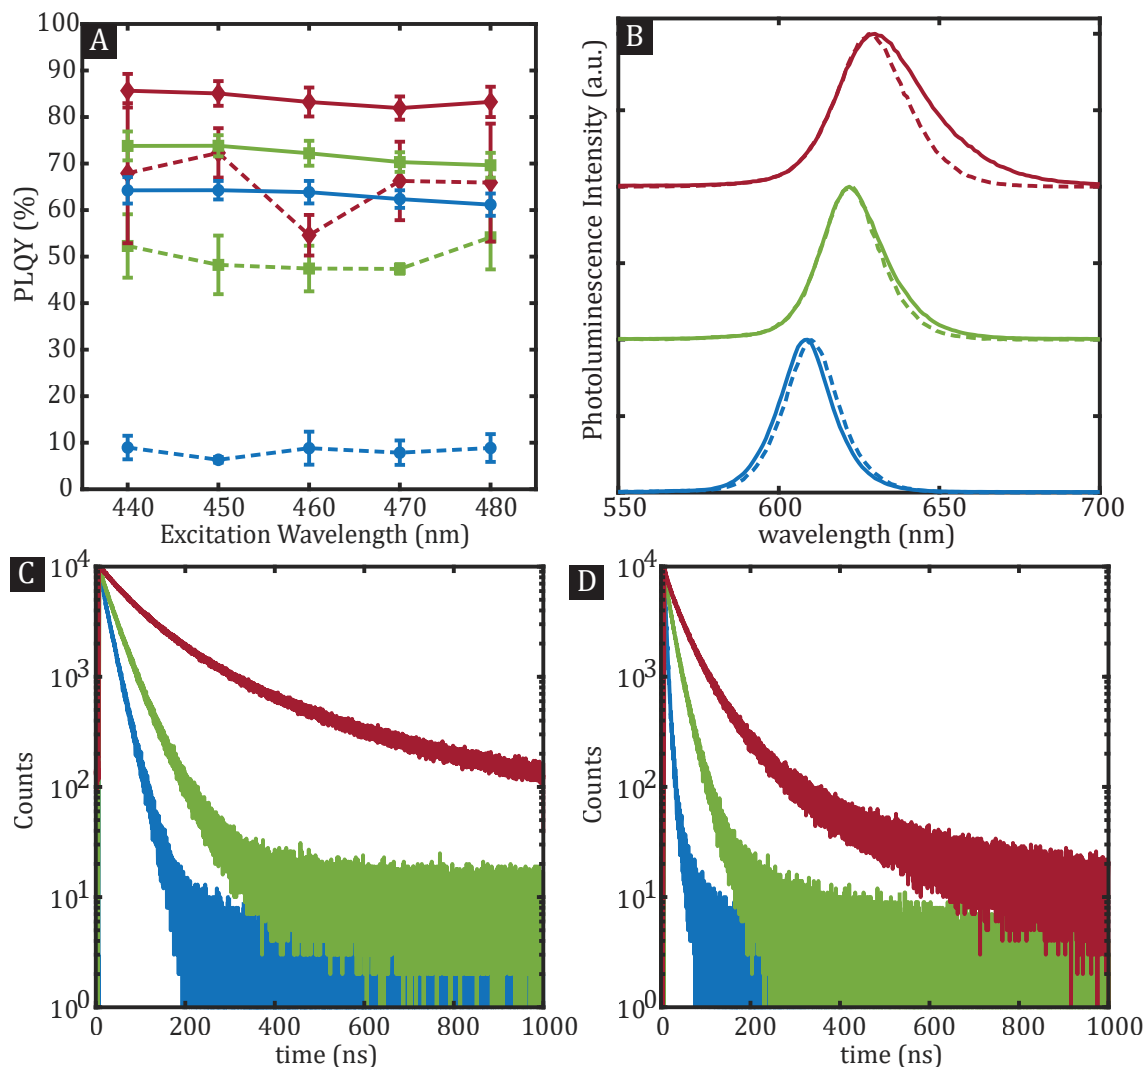 A
100
90
80
70
60
50
40
30
20
10
0
PLQY (%)
440 450 460 470 480
Excitation Wavelength (nm)
B
Photoluminescence Intensity (a.u.)
550 600 650 700
wavelength (nm)
C
10^4
10^3
10^2
10^1
10^0
Counts
0 200 400 600 800 1000
time (ns)
D
10^4
10^3
10^2
10^1
10^0
Counts
0 200 400 600 800 1000
time (ns)